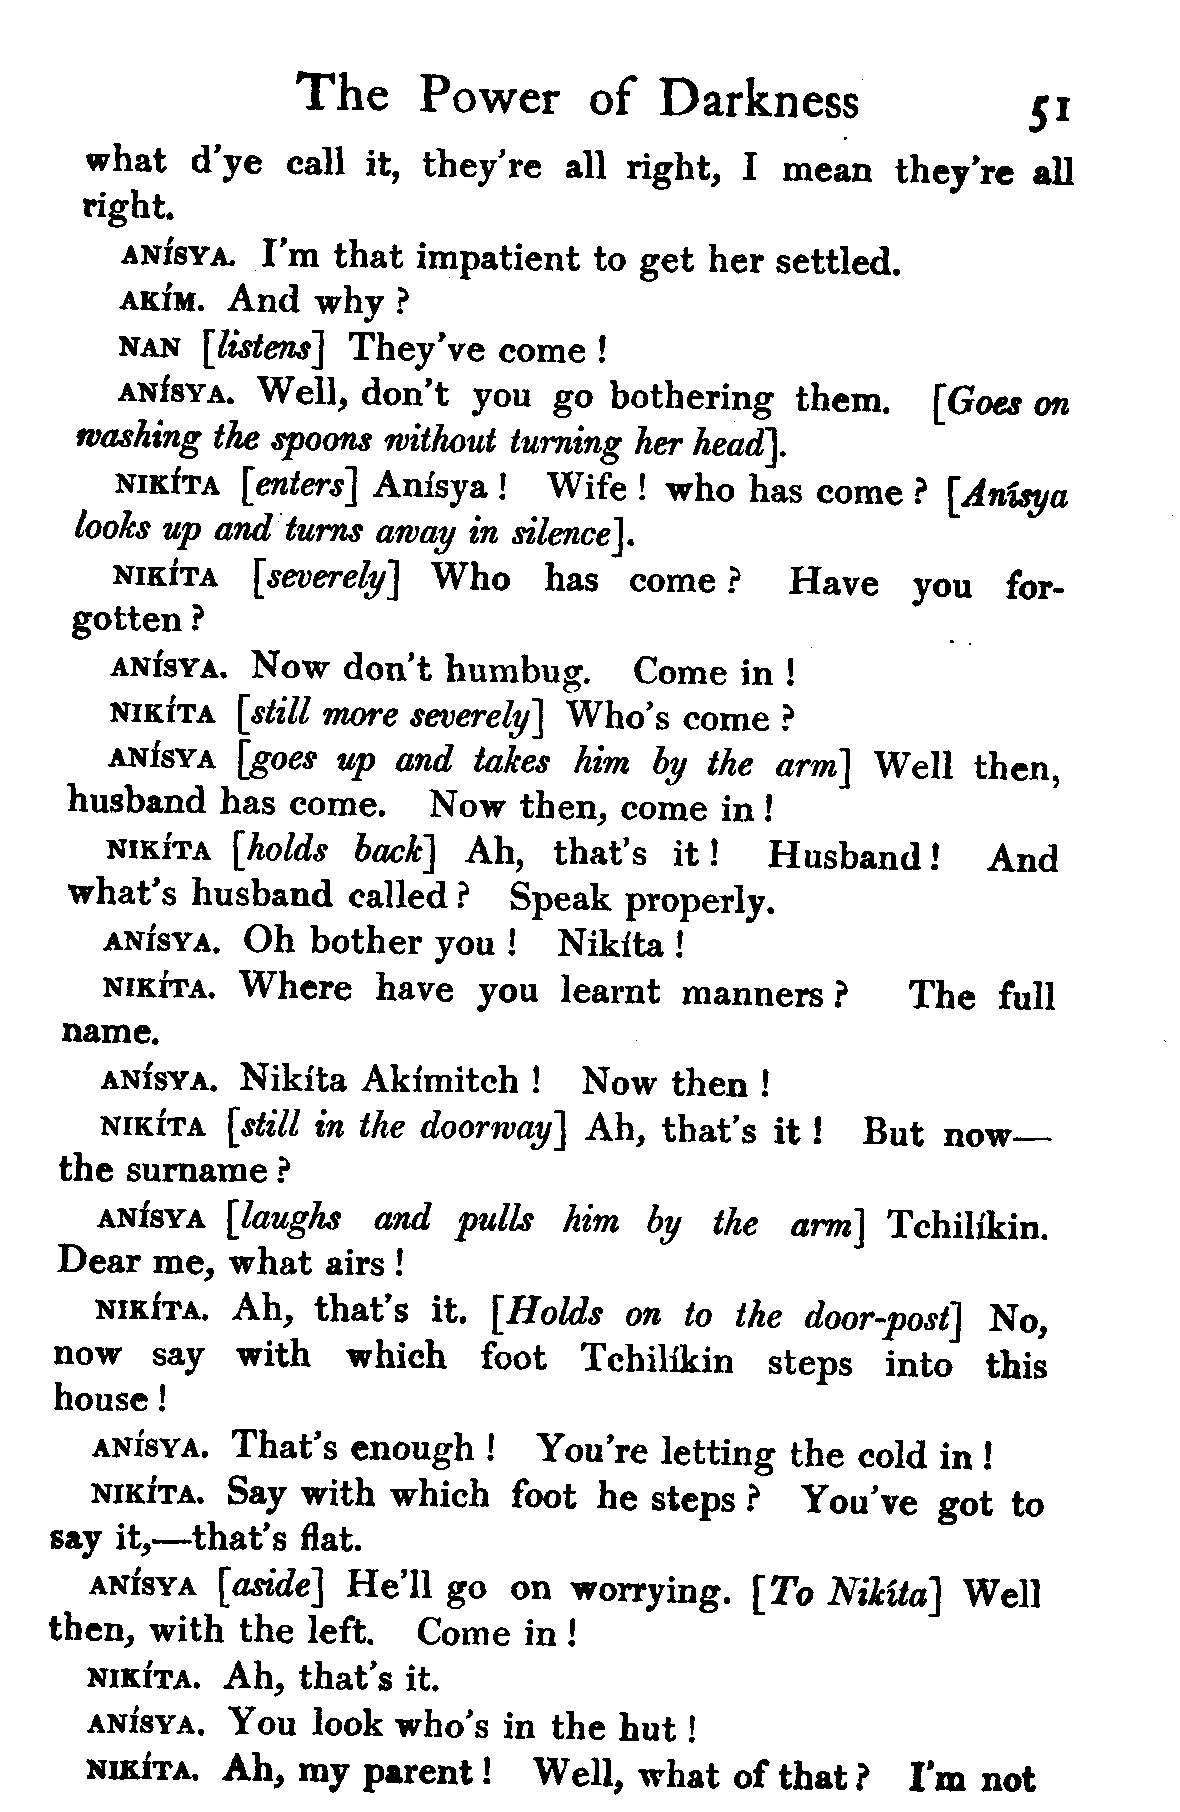 The Power of Darkness 51
what d'ye call it, they're all right, I mean they're all
right.
ANÍSYA. I'm that impatient to get her settled.
AKÍM. And why ?
NAN [listens] They've come !
ANÍSYA. Well, don't you go bothering them. [Goes on
washing the spoons without turning her head].
NIKÍTA [enters] Anísya ! Wife ! who has come ? [Anísya
looks up and turns away in silence].
NIKÍTA [severely] Who has come ? Have you for-
gotten ?
ANÍSYA. Now don't humbug. Come in !
NIKÍTA [still more severely] Who's come ?
ANÍSYA [goes up and takes him by the arm] Well then,
husband has come. Now then, come in !
NIKÍTA [holds back] Ah, that's it ! Husband ! And
what's husband called ? Speak properly.
ANÍSYA. Oh bother you ! Nikíta !
NIKÍTA. Where have you learnt manners ? The full
name.
ANÍSYA. Nikíta Akímitch ! Now then !
NIKÍTA [still in the doorway] Ah, that's it ! But now—
the surname ?
ANÍSYA [laughs and pulls him by the arm] Tchilíkin.
Dear me, what airs !
NIKÍTA. Ah, that's it. [Holds on to the door-post] No,
now say with which foot Tchilíkin steps into this
house !
ANÍSYA. That's enough ! You're letting the cold in !
NIKÍTA. Say with which foot he steps ? You've got to
say it,—that's flat.
ANÍSYA [aside] He'll go on worrying. [To Nikíta] Well
then, with the left. Come in !
NIKÍTA. Ah, that's it.
ANÍSYA. You look who's in the hut !
NIKÍTA. Ah, my parent ! Well, what of that ? I'm not